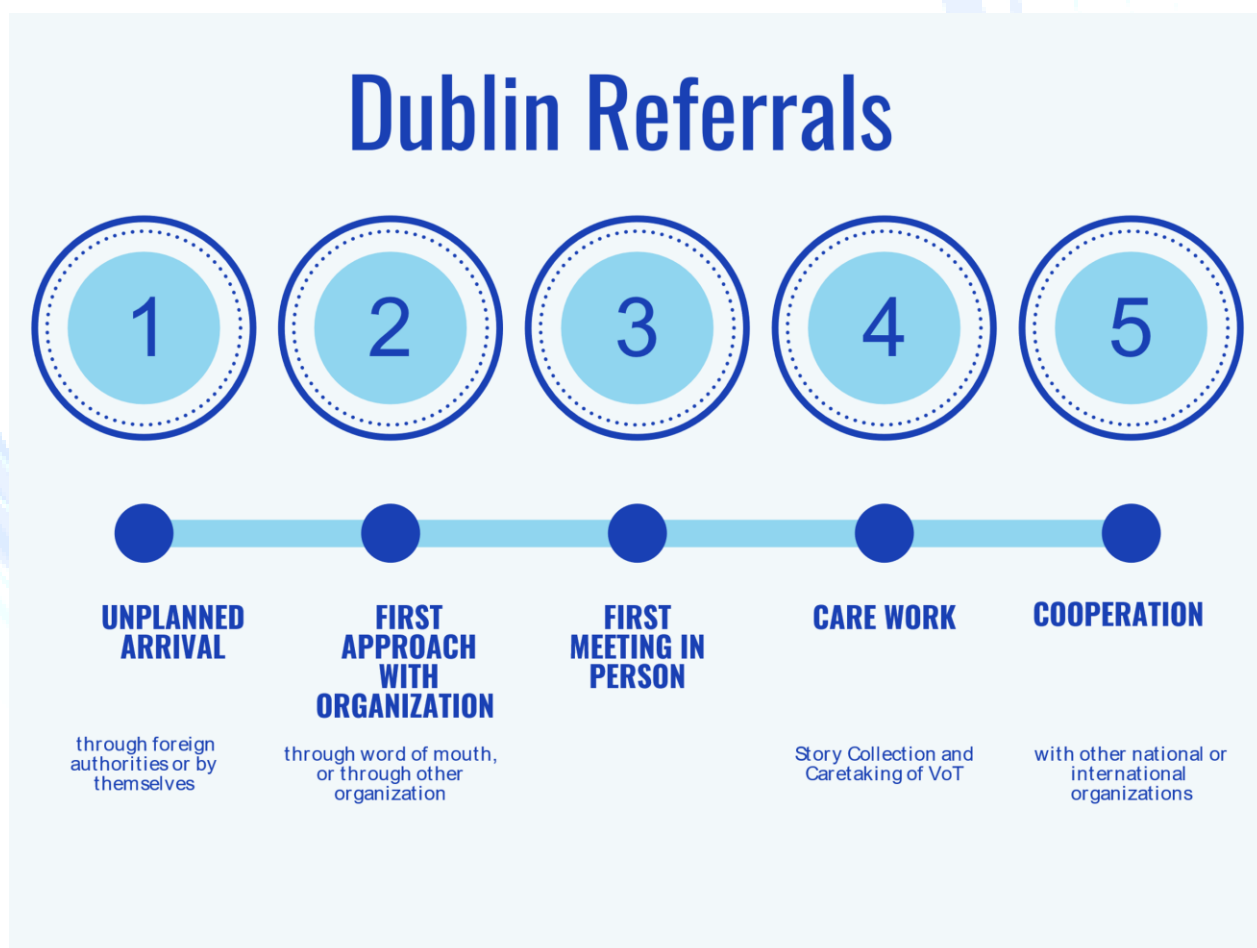 Dublin Referrals
1
2
3
4
5
UNPLANNED
ARRIVAL
through foreign
authorities or by
themselves
FIRST
APPROACH
WITH
ORGANIZATION
through word of mouth,
or through other
organization
FIRST
MEETING IN
PERSON
CARE WORK
Story Collection and
Caretaking of VoT
COOPERATION
with other national or
international
organizations